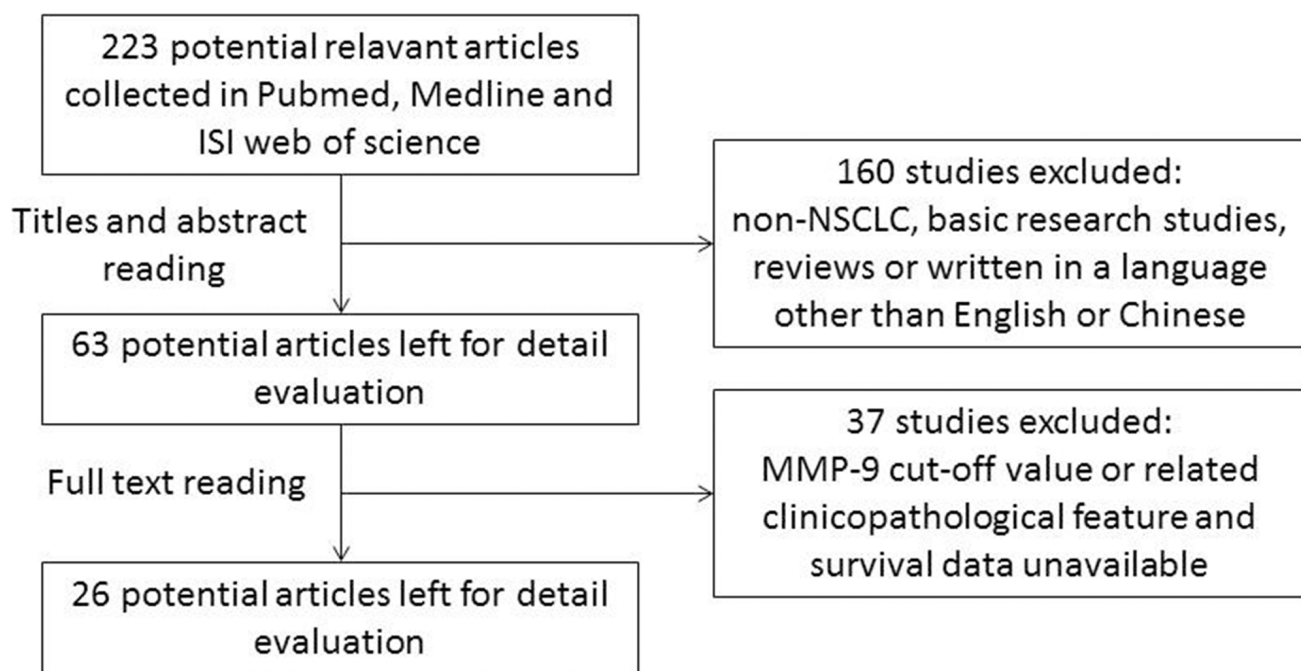 223 potential relavant articles
collected in Pubmed, Medline and
ISI web of science
Titles and abstract
reading
160 studies excluded:
non-NSCLC, basic research studies,
reviews or written in a language
other than English or Chinese
63 potential articles left for detail
evaluation
Full text reading
37 studies excluded:
MMP-9 cut-off value or related
clinicopathological feature and
survival data unavailable
26 potential articles left for detail
evaluation